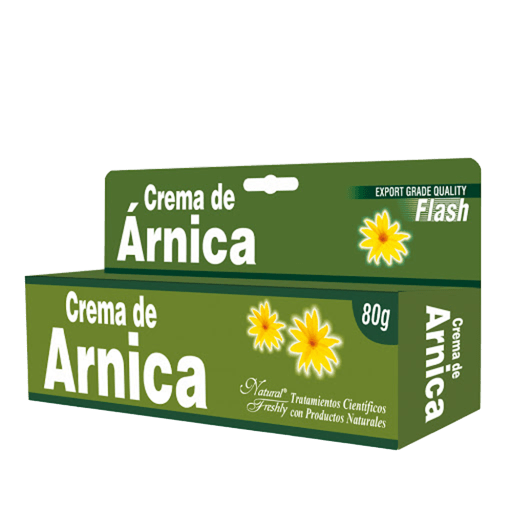 Crema de
Árnica
EXPORT GRADE QUALITY
Flash
Crema de
Arnica
80g
Natural®
Freshly
Tratamientos Científicos
con Productos Naturales
Crema de
Arnica